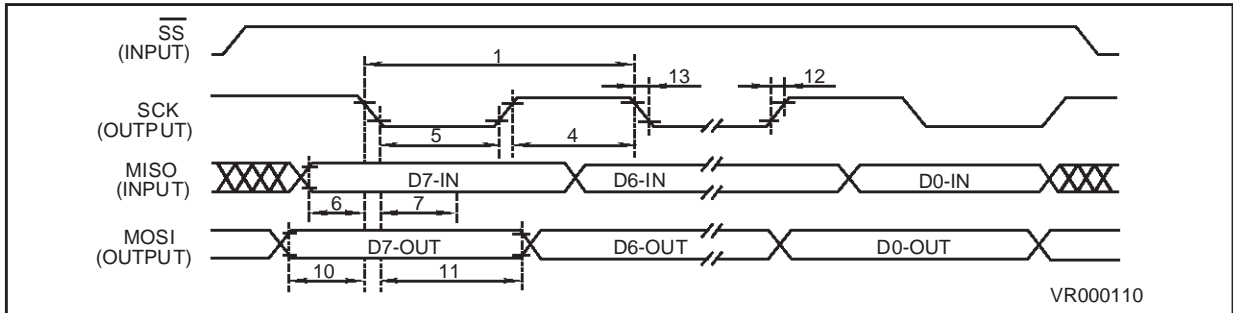 SS
(INPUT)
1
13
12
SCK
(OUTPUT)
5
4
MISO
(INPUT)
D7-IN
D6-IN
D0-IN
6
7
MOSI
(OUTPUT)
D7-OUT
D6-OUT
D0-OUT
10
11
VR000110